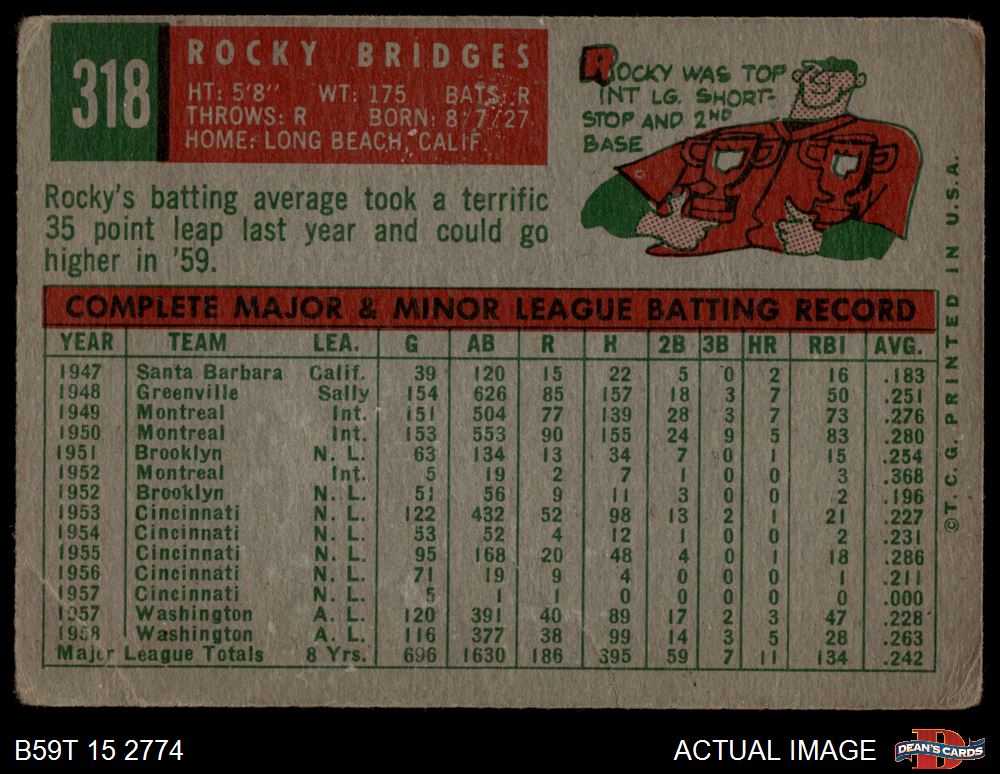 318
ROCKY BRIDGES
HT: 5'8" WT: 175 BATS: R
THROWS: R BORN: 8/7/27
HOME: LONG BEACH, CALIF.
ROCKY WAS TOP
INT LG. SHORT-
STOP AND 2ND
BASE
Rocky's batting average took a terrific
35 point leap last year and could go
higher in '59.
COMPLETE MAJOR & MINOR LEAGUE BATTING RECORD
YEAR TEAM LEA. G AB R H 2B 3B HR RBI AVG.
1947 Santa Barbara Calif. 39 120 15 22 5 0 2 16 .183
1948 Greenville Sally 154 626 85 157 18 3 7 50 .251
1949 Montreal Int. 151 504 77 139 28 3 7 73 .276
1950 Montreal Int. 153 553 90 155 24 9 5 83 .280
1951 Brooklyn N. L. 63 134 13 34 7 0 1 15 .254
1952 Montreal Int. 5 19 2 7 1 0 0 3 .368
1952 Brooklyn N. L. 51 56 9 11 3 0 0 2 .196
1953 Cincinnati N. L. 122 432 52 98 13 2 1 21 .227
1954 Cincinnati N. L. 53 52 4 12 1 0 0 2 .231
1955 Cincinnati N. L. 95 168 20 48 4 0 1 18 .286
1956 Cincinnati N. L. 71 19 9 4 0 0 0 1 .211
1957 Cincinnati N. L. 5 1 1 0 0 0 0 0 .000
1957 Washington A. L. 120 391 40 89 17 2 3 47 .228
1958 Washington A. L. 116 377 38 99 14 3 5 28 .263
Major League Totals 8 Yrs. 696 1630 186 395 59 7 11 134 .242
©T. C. G. PRINTED IN U.S.A.
B59T 15 2774
ACTUAL IMAGE
D
DEAN'S CARDS